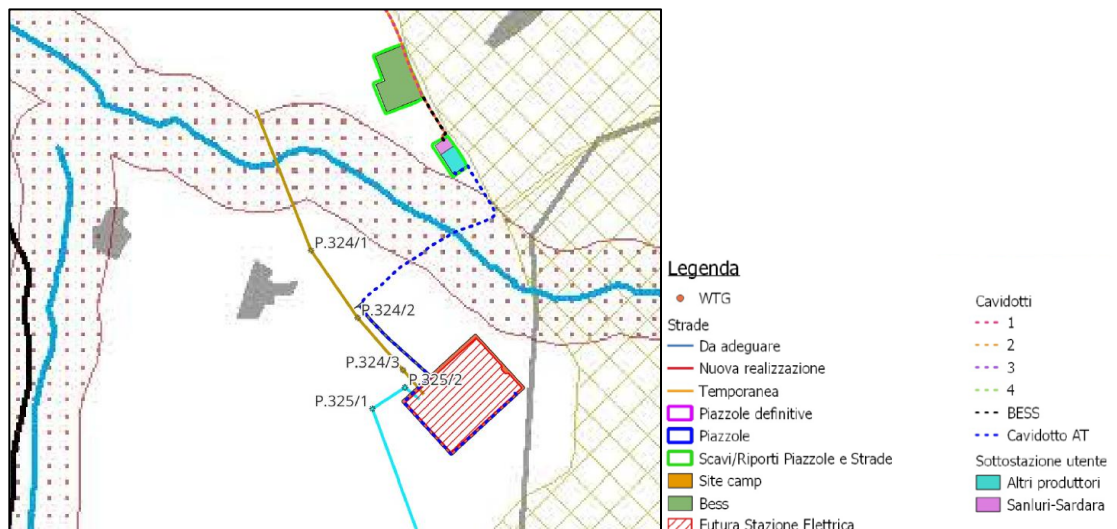 P.324/1
P.324/2
P.324/3
P.325/2
P.325/1
Legenda
WTG
Strade
Da adeguare
Nuova realizzazione
Temporanea
Piazzole definitive
Piazzole
Scavi/Riporti Piazzole e Strade
Site camp
Bess
Futura Stazione Elettrica
Cavidotti
1
2
3
4
BESS
Cavidotto AT
Sottostazione utente
Altri produttori
Sanluri-Sardara